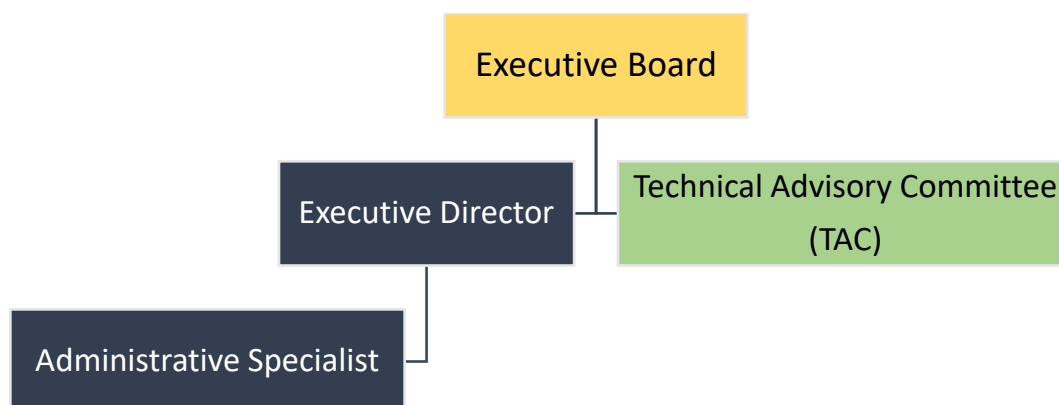 Executive Board
Executive Director
Technical Advisory Committee
(TAC)
Administrative Specialist